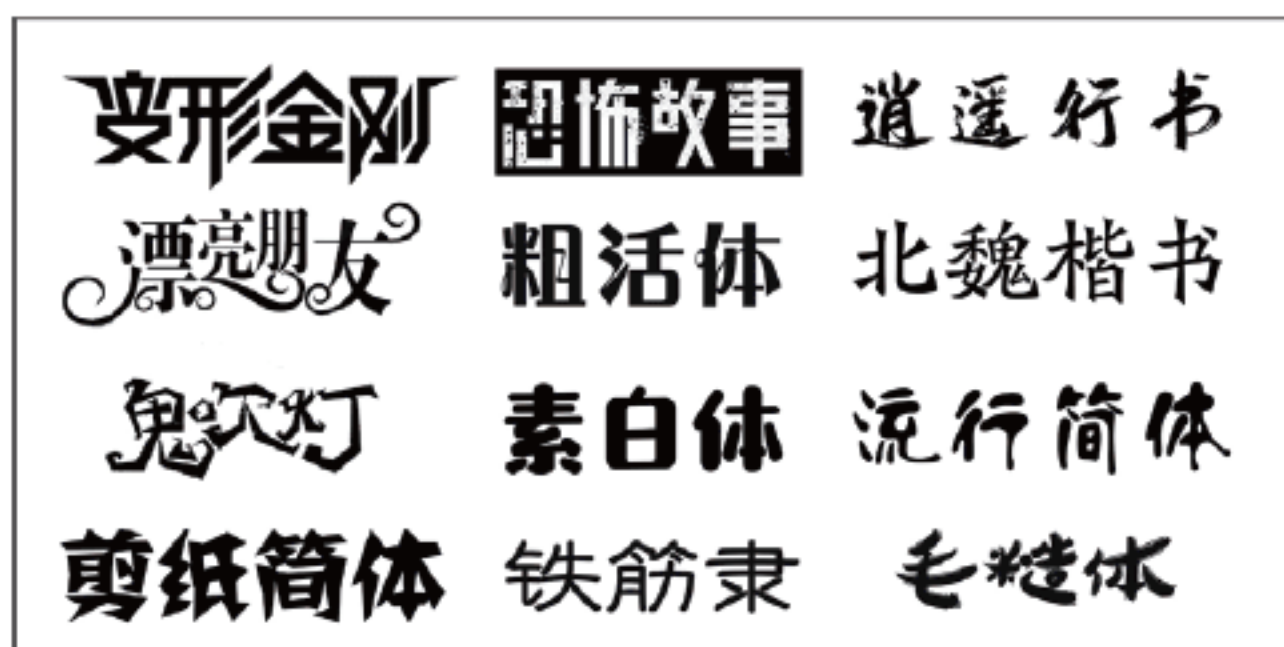 变形金刚 恐怖故事 逍遥行书
漂亮朋友 粗活体 北魏楷书
鬼吹灯 素白体 流行简体
剪纸简体 铁筋隶 毛糙体